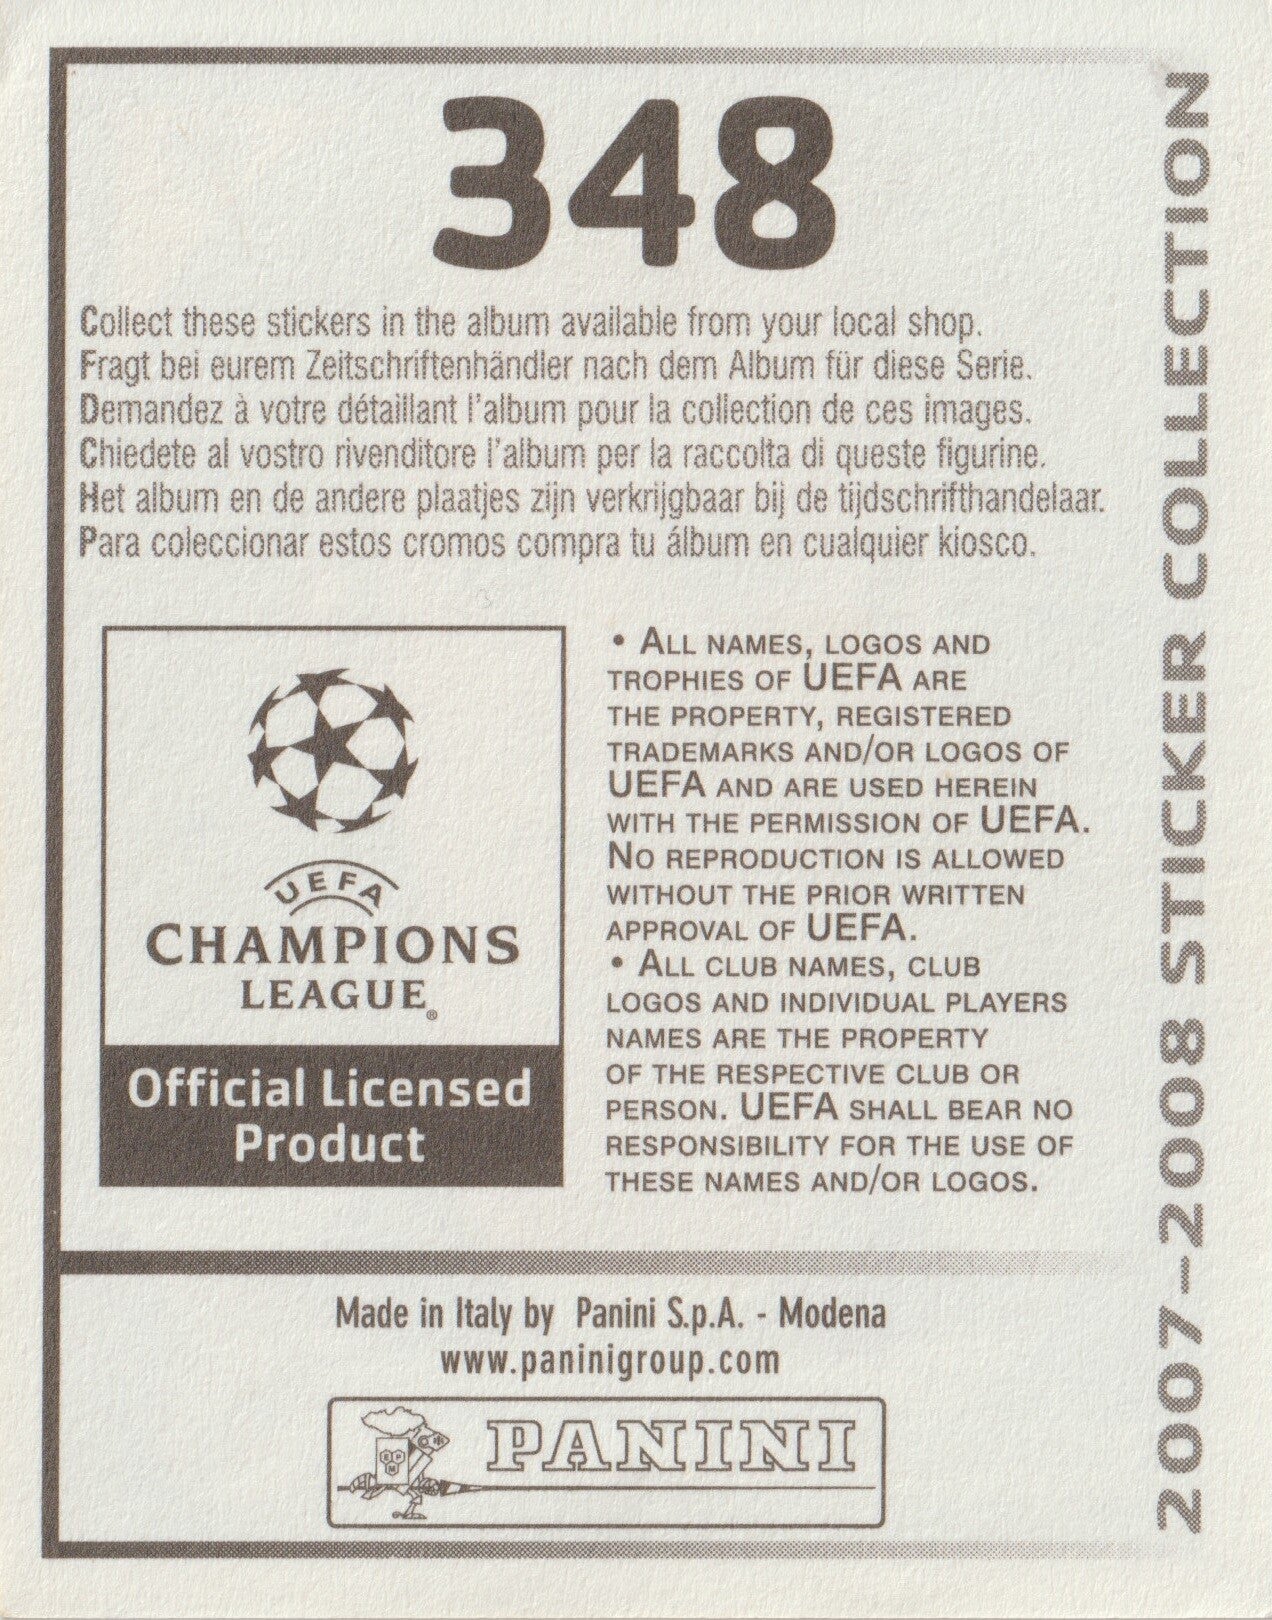 348
Collect these stickers in the album available from your local shop.
Fragt bei eurem Zeitschriftenhändler nach dem Album für diese Serie.
Demandez à votre détaillant l'album pour la collection de ces images.
Chiedete al vostro rivenditore l'album per la raccolta di queste figurine.
Het album en de andere plaatjes zijn verkrijgbaar bij de tijdschrifthandelaar.
Para coleccionar estos cromos compra tu álbum en cualquier kiosco.
UEFA
CHAMPIONS
LEAGUE®
Official Licensed
Product
• ALL NAMES, LOGOS AND
TROPHIES OF UEFA ARE
THE PROPERTY, REGISTERED
TRADEMARKS AND/OR LOGOS OF
UEFA AND ARE USED HEREIN
WITH THE PERMISSION OF UEFA.
NO REPRODUCTION IS ALLOWED
WITHOUT THE PRIOR WRITTEN
APPROVAL OF UEFA.
• ALL CLUB NAMES, CLUB
LOGOS AND INDIVIDUAL PLAYERS
NAMES ARE THE PROPERTY
OF THE RESPECTIVE CLUB OR
PERSON. UEFA SHALL BEAR NO
RESPONSIBILITY FOR THE USE OF
THESE NAMES AND/OR LOGOS.
Made in Italy by Panini S.p.A. - Modena
www.paninigroup.com
PANINI
2007-2008 STICKER COLLECTION